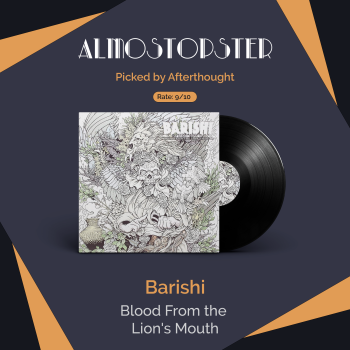 ALMOSTOPSTER
Picked by Afterthought
Rate: 9/10
BARISHI
Barishi
Blood From the
Lion's Mouth